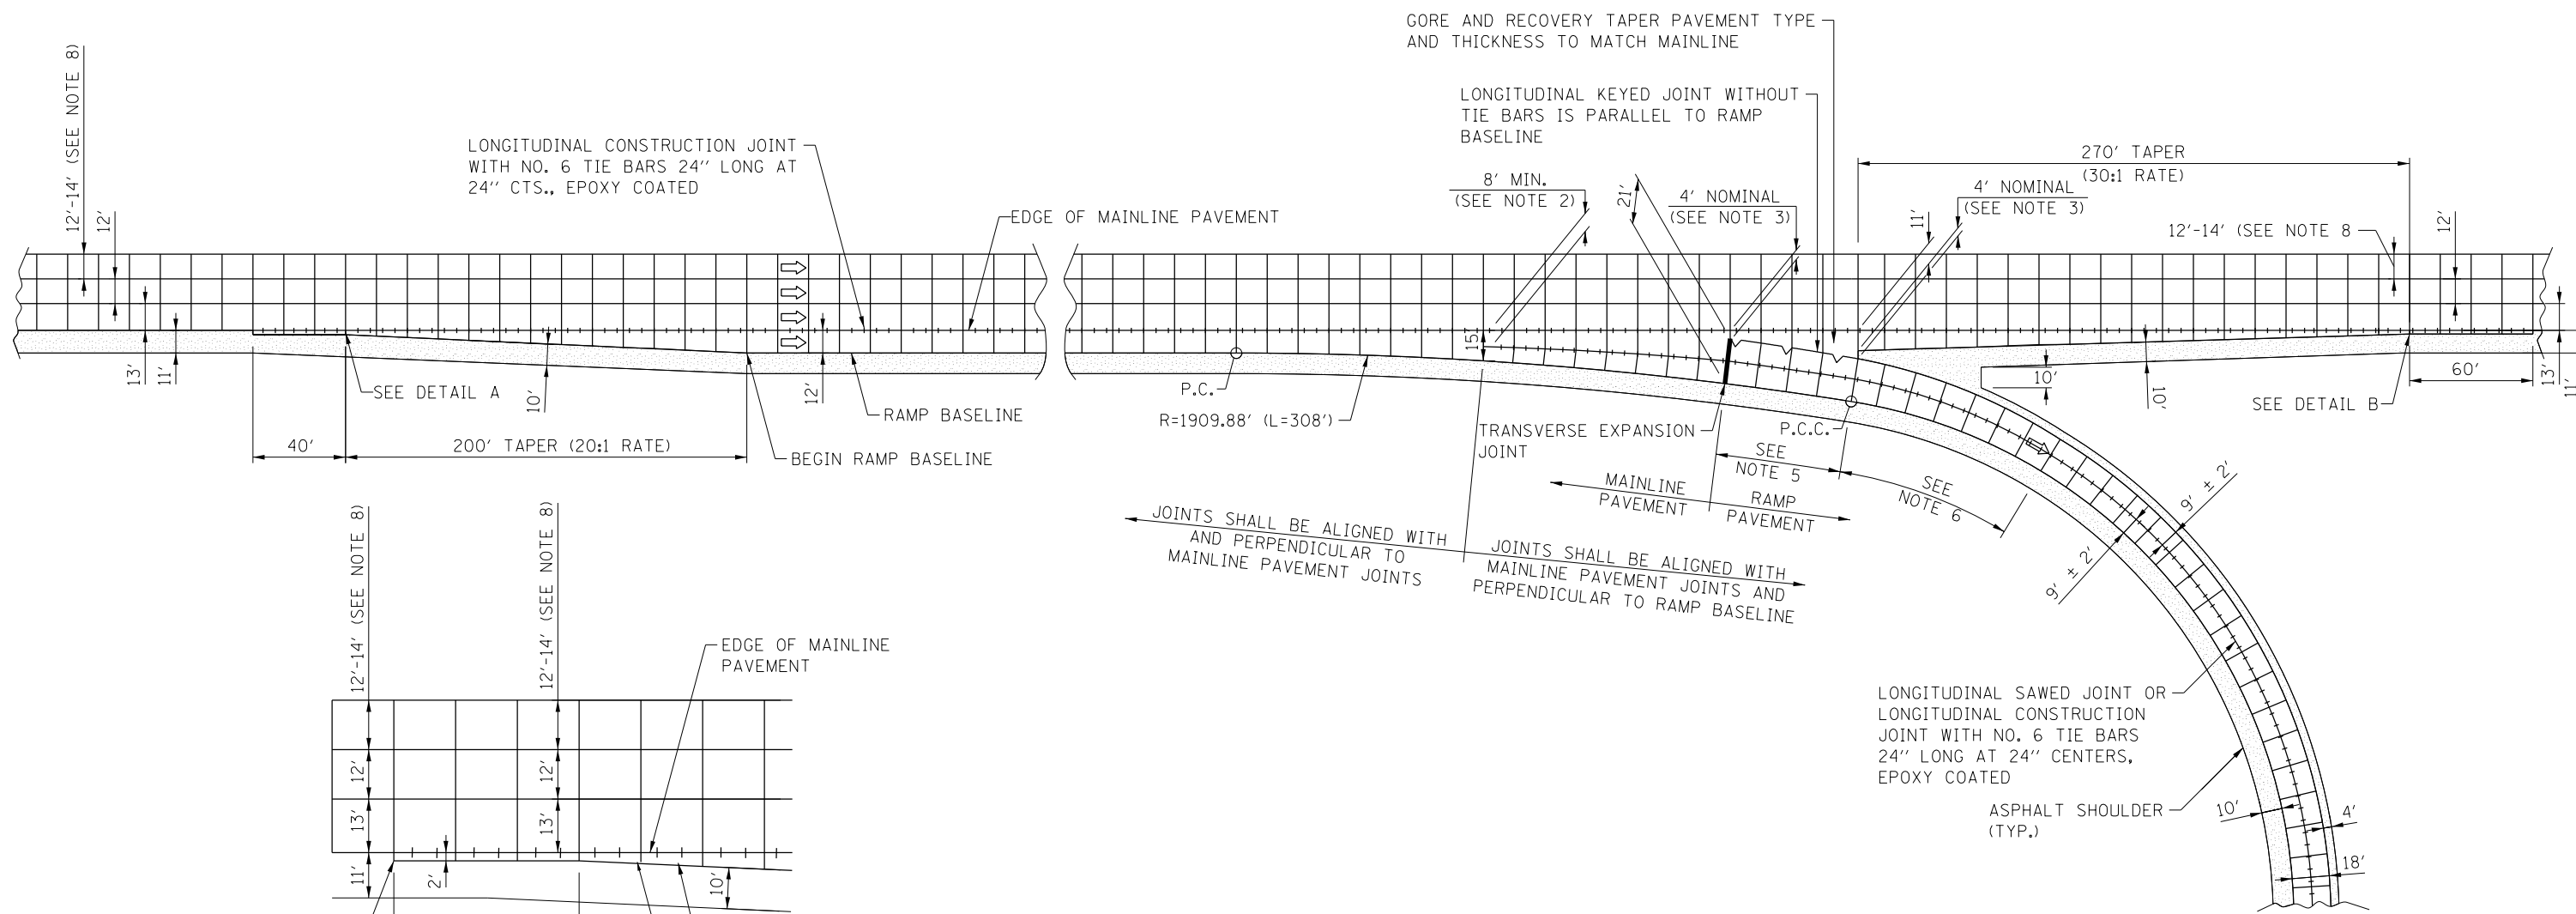 GORE AND RECOVERY TAPER PAVEMENT TYPE
AND THICKNESS TO MATCH MAINLINE
LONGITUDINAL KEYED JOINT WITHOUT
TIE BARS IS PARALLEL TO RAMP
BASELINE
12'-14' (SEE NOTE 8)
12'
LONGITUDINAL CONSTRUCTION JOINT
WITH NO. 6 TIE BARS 24'' LONG AT
24'' CTS., EPOXY COATED
EDGE OF MAINLINE PAVEMENT
8' MIN.
(SEE NOTE 2)
21'
4' NOMINAL
(SEE NOTE 3)
11'
270' TAPER
(30:1 RATE)
4' NOMINAL
(SEE NOTE 3)
12'-14' (SEE NOTE 8
12'
13'
11'
SEE DETAIL A
10'
12'
RAMP BASELINE
40'
200' TAPER (20:1 RATE)
BEGIN RAMP BASELINE
15'
P.C.
R=1909.88' (L=308')
TRANSVERSE EXPANSION
JOINT
P.C.C.
10'
10'
60'
13'
11'
SEE DETAIL B
SEE
NOTE 5
SEE
NOTE 6
MAINLINE
PAVEMENT
RAMP
PAVEMENT
JOINTS SHALL BE ALIGNED WITH
AND PERPENDICULAR TO
MAINLINE PAVEMENT JOINTS
JOINTS SHALL BE ALIGNED WITH
MAINLINE PAVEMENT JOINTS AND
PERPENDICULAR TO RAMP BASELINE
9' ± 2'
9' ± 2'
12'-14' (SEE NOTE 8)
12'-14' (SEE NOTE 8)
EDGE OF MAINLINE
PAVEMENT
12'
12'
13'
13'
11'
2'
10'
LONGITUDINAL SAWED JOINT OR
LONGITUDINAL CONSTRUCTION
JOINT WITH NO. 6 TIE BARS
24'' LONG AT 24'' CENTERS,
EPOXY COATED
ASPHALT SHOULDER
(TYP.)
10'
4'
18'